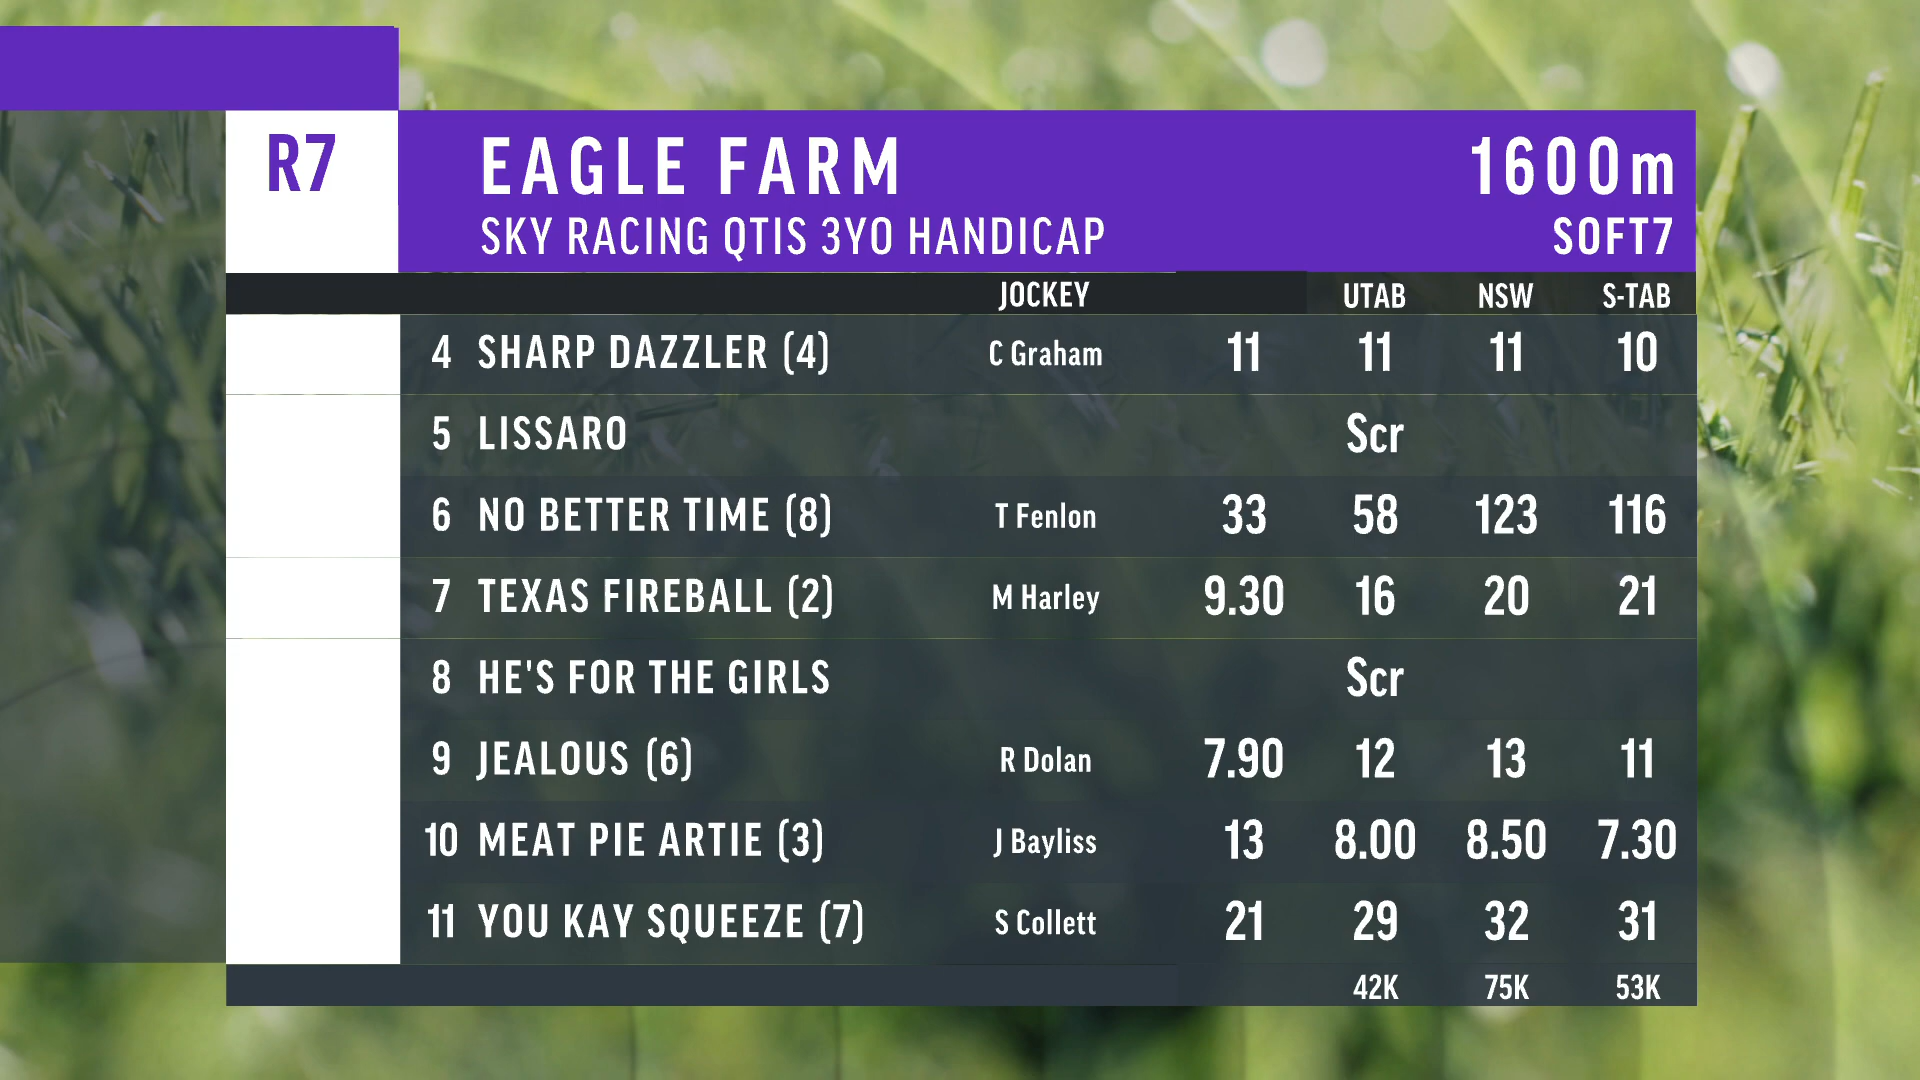 R7
EAGLE FARM 1600m
SKY RACING QTIS 3YO HANDICAP SOFT7
JOCKEY UTAB NSW S-TAB
4 SHARP DAZZLER (4) C Graham 11 11 11 10
5 LISSARO Scr
6 NO BETTER TIME (8) T Fenlon 33 58 123 116
7 TEXAS FIREBALL (2) M Harley 9.30 16 20 21
8 HE'S FOR THE GIRLS Scr
9 JEALOUS (6) R Dolan 7.90 12 13 11
10 MEAT PIE ARTIE (3) J Bayliss 13 8.00 8.50 7.30
11 YOU KAY SQUEEZE (7) S Collett 21 29 32 31
42K 75K 53K